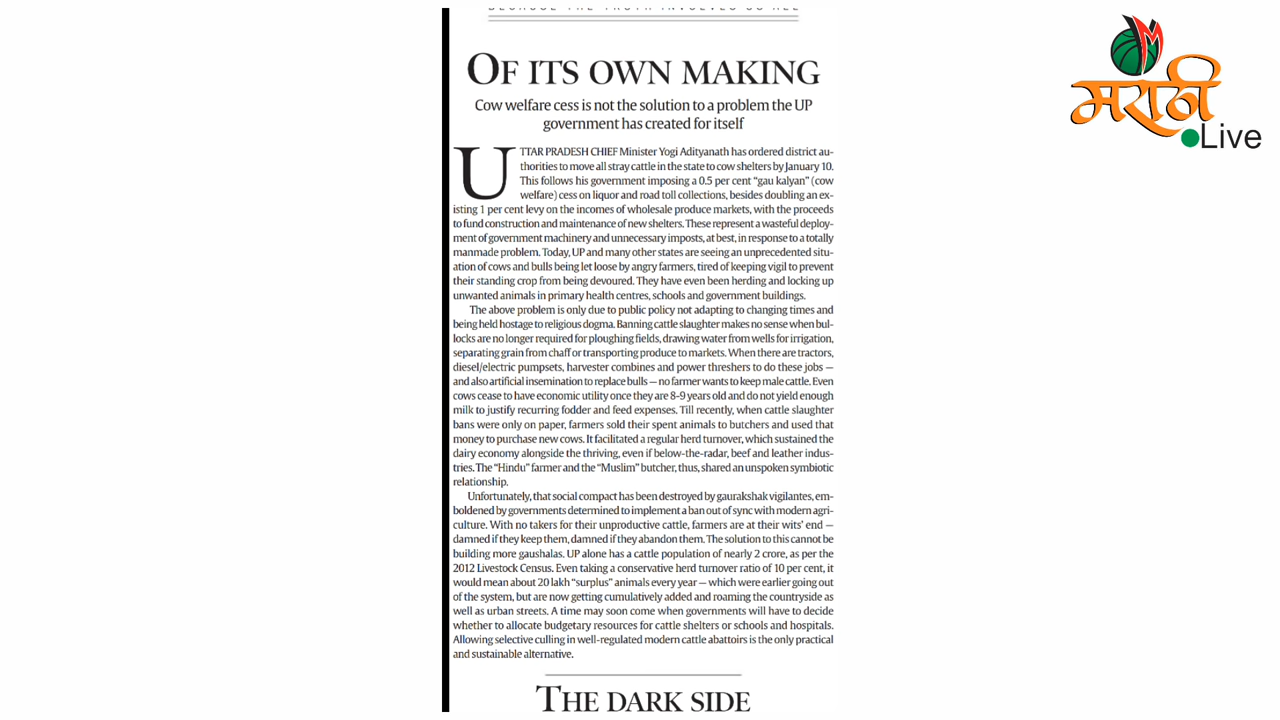 BECAUSE THE TRUTH INVOLVES US ALL
OF ITS OWN MAKING
Cow welfare cess is not the solution to a problem the UP
government has created for itself
UTTAR PRADESH CHIEF Minister Yogi Adityanath has ordered district au-
thorities to move all stray cattle in the state to cow shelters by January 10.
This follows his government imposing a 0.5 per cent “gau kalyan” (cow
welfare) cess on liquor and road toll collections, besides doubling an ex-
isting 1 per cent levy on the incomes of wholesale produce markets, with the proceeds
to fund construction and maintenance of new shelters. These represent a wasteful deploy-
ment of government machinery and unnecessary imposts, at best, in response to a totally
manmade problem. Today, UP and many other states are seeing an unprecedented situ-
ation of cows and bulls being let loose by angry farmers, tired of keeping vigil to prevent
their standing crop from being devoured. They have even been herding and locking up
unwanted animals in primary health centres, schools and government buildings.
The above problem is only due to public policy not adapting to changing times and
being held hostage to religious dogma. Banning cattle slaughter makes no sense when bul-
locks are no longer required for ploughing fields, drawing water from wells for irrigation,
separating grain from chaff or transporting produce to markets. When there are tractors,
diesel/electric pumpsets, harvester combines and power threshers to do these jobs —
and also artificial insemination to replace bulls — no farmer wants to keep male cattle. Even
cows cease to have economic utility once they are 8-9 years old and do not yield enough
milk to justify recurring fodder and feed expenses. Till recently, when cattle slaughter
bans were only on paper, farmers sold their spent animals to butchers and used that
money to purchase new cows. It facilitated a regular herd turnover, which sustained the
dairy economy alongside the thriving, even if below-the-radar, beef and leather indus-
tries. The “Hindu” farmer and the “Muslim” butcher, thus, shared an unspoken symbiotic
relationship.
Unfortunately, that social compact has been destroyed by gaurakshak vigilantes, em-
boldened by governments determined to implement a ban out of sync with modern agri-
culture. With no takers for their unproductive cattle, farmers are at their wits’ end —
damned if they keep them, damned if they abandon them. The solution to this cannot be
building more gaushalas. UP alone has a cattle population of nearly 2 crore, as per the
2012 Livestock Census. Even taking a conservative herd turnover ratio of 10 per cent, it
would mean about 20 lakh “surplus” animals every year — which were earlier going out
of the system, but are now getting cumulatively added and roaming the countryside as
well as urban streets. A time may soon come when governments will have to decide
whether to allocate budgetary resources for cattle shelters or schools and hospitals.
Allowing selective culling in well-regulated modern cattle abattoirs is the only practical
and sustainable alternative.
THE DARK SIDE
M
मराठी
Live